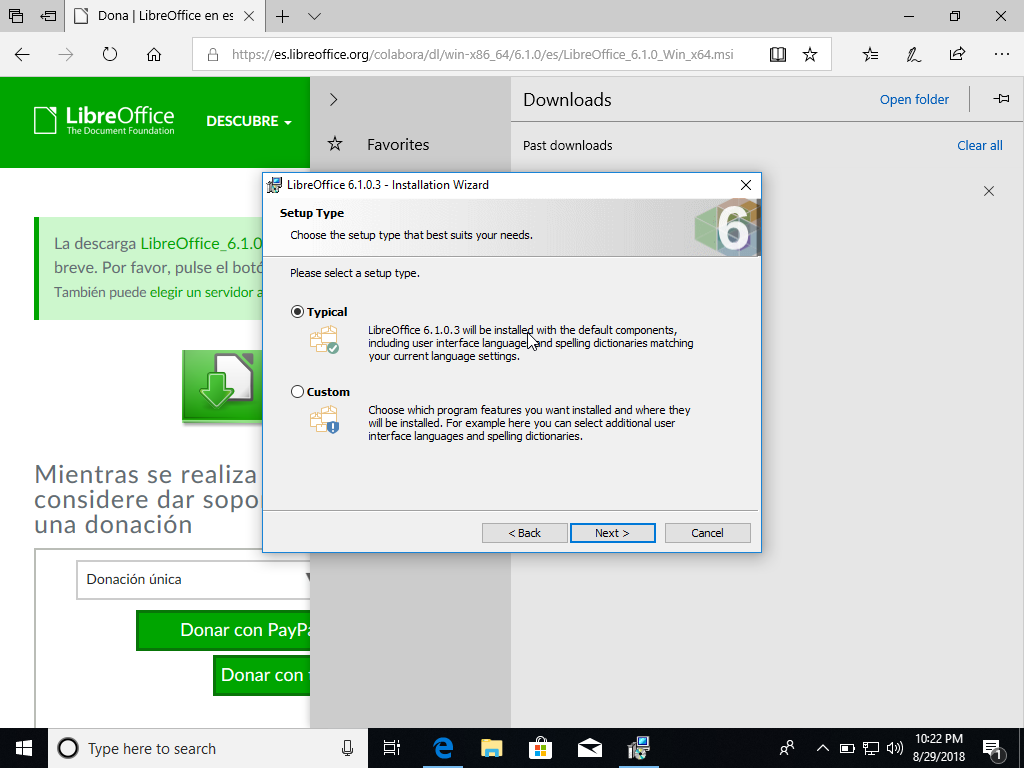 Dona | LibreOffice en es
https://es.libreoffice.org/colabora/dl/win-x86_64/6.1.0/es/LibreOffice_6.1.0_Win_x64.msi
LibreOffice
The Document Foundation
DESCUBRE
Favorites
Downloads
Open folder
Past downloads
Clear all
La descarga LibreOffice_6.1.0
breve. Por favor, pulse el botó
También puede elegir un servidor a
Mientras se realiza
considere dar sopo
una donación
Donación única
Donar con PayPa
Donar con
LibreOffice 6.1.0.3 - Installation Wizard
Setup Type
Choose the setup type that best suits your needs.
6
Please select a setup type.
Typical
LibreOffice 6.1.0.3 will be installed with the default components,
including user interface language and spelling dictionaries matching
your current language settings.
Custom
Choose which program features you want installed and where they
will be installed. For example here you can select additional user
interface languages and spelling dictionaries.
< Back
Next >
Cancel
Type here to search
10:22 PM
8/29/2018
1